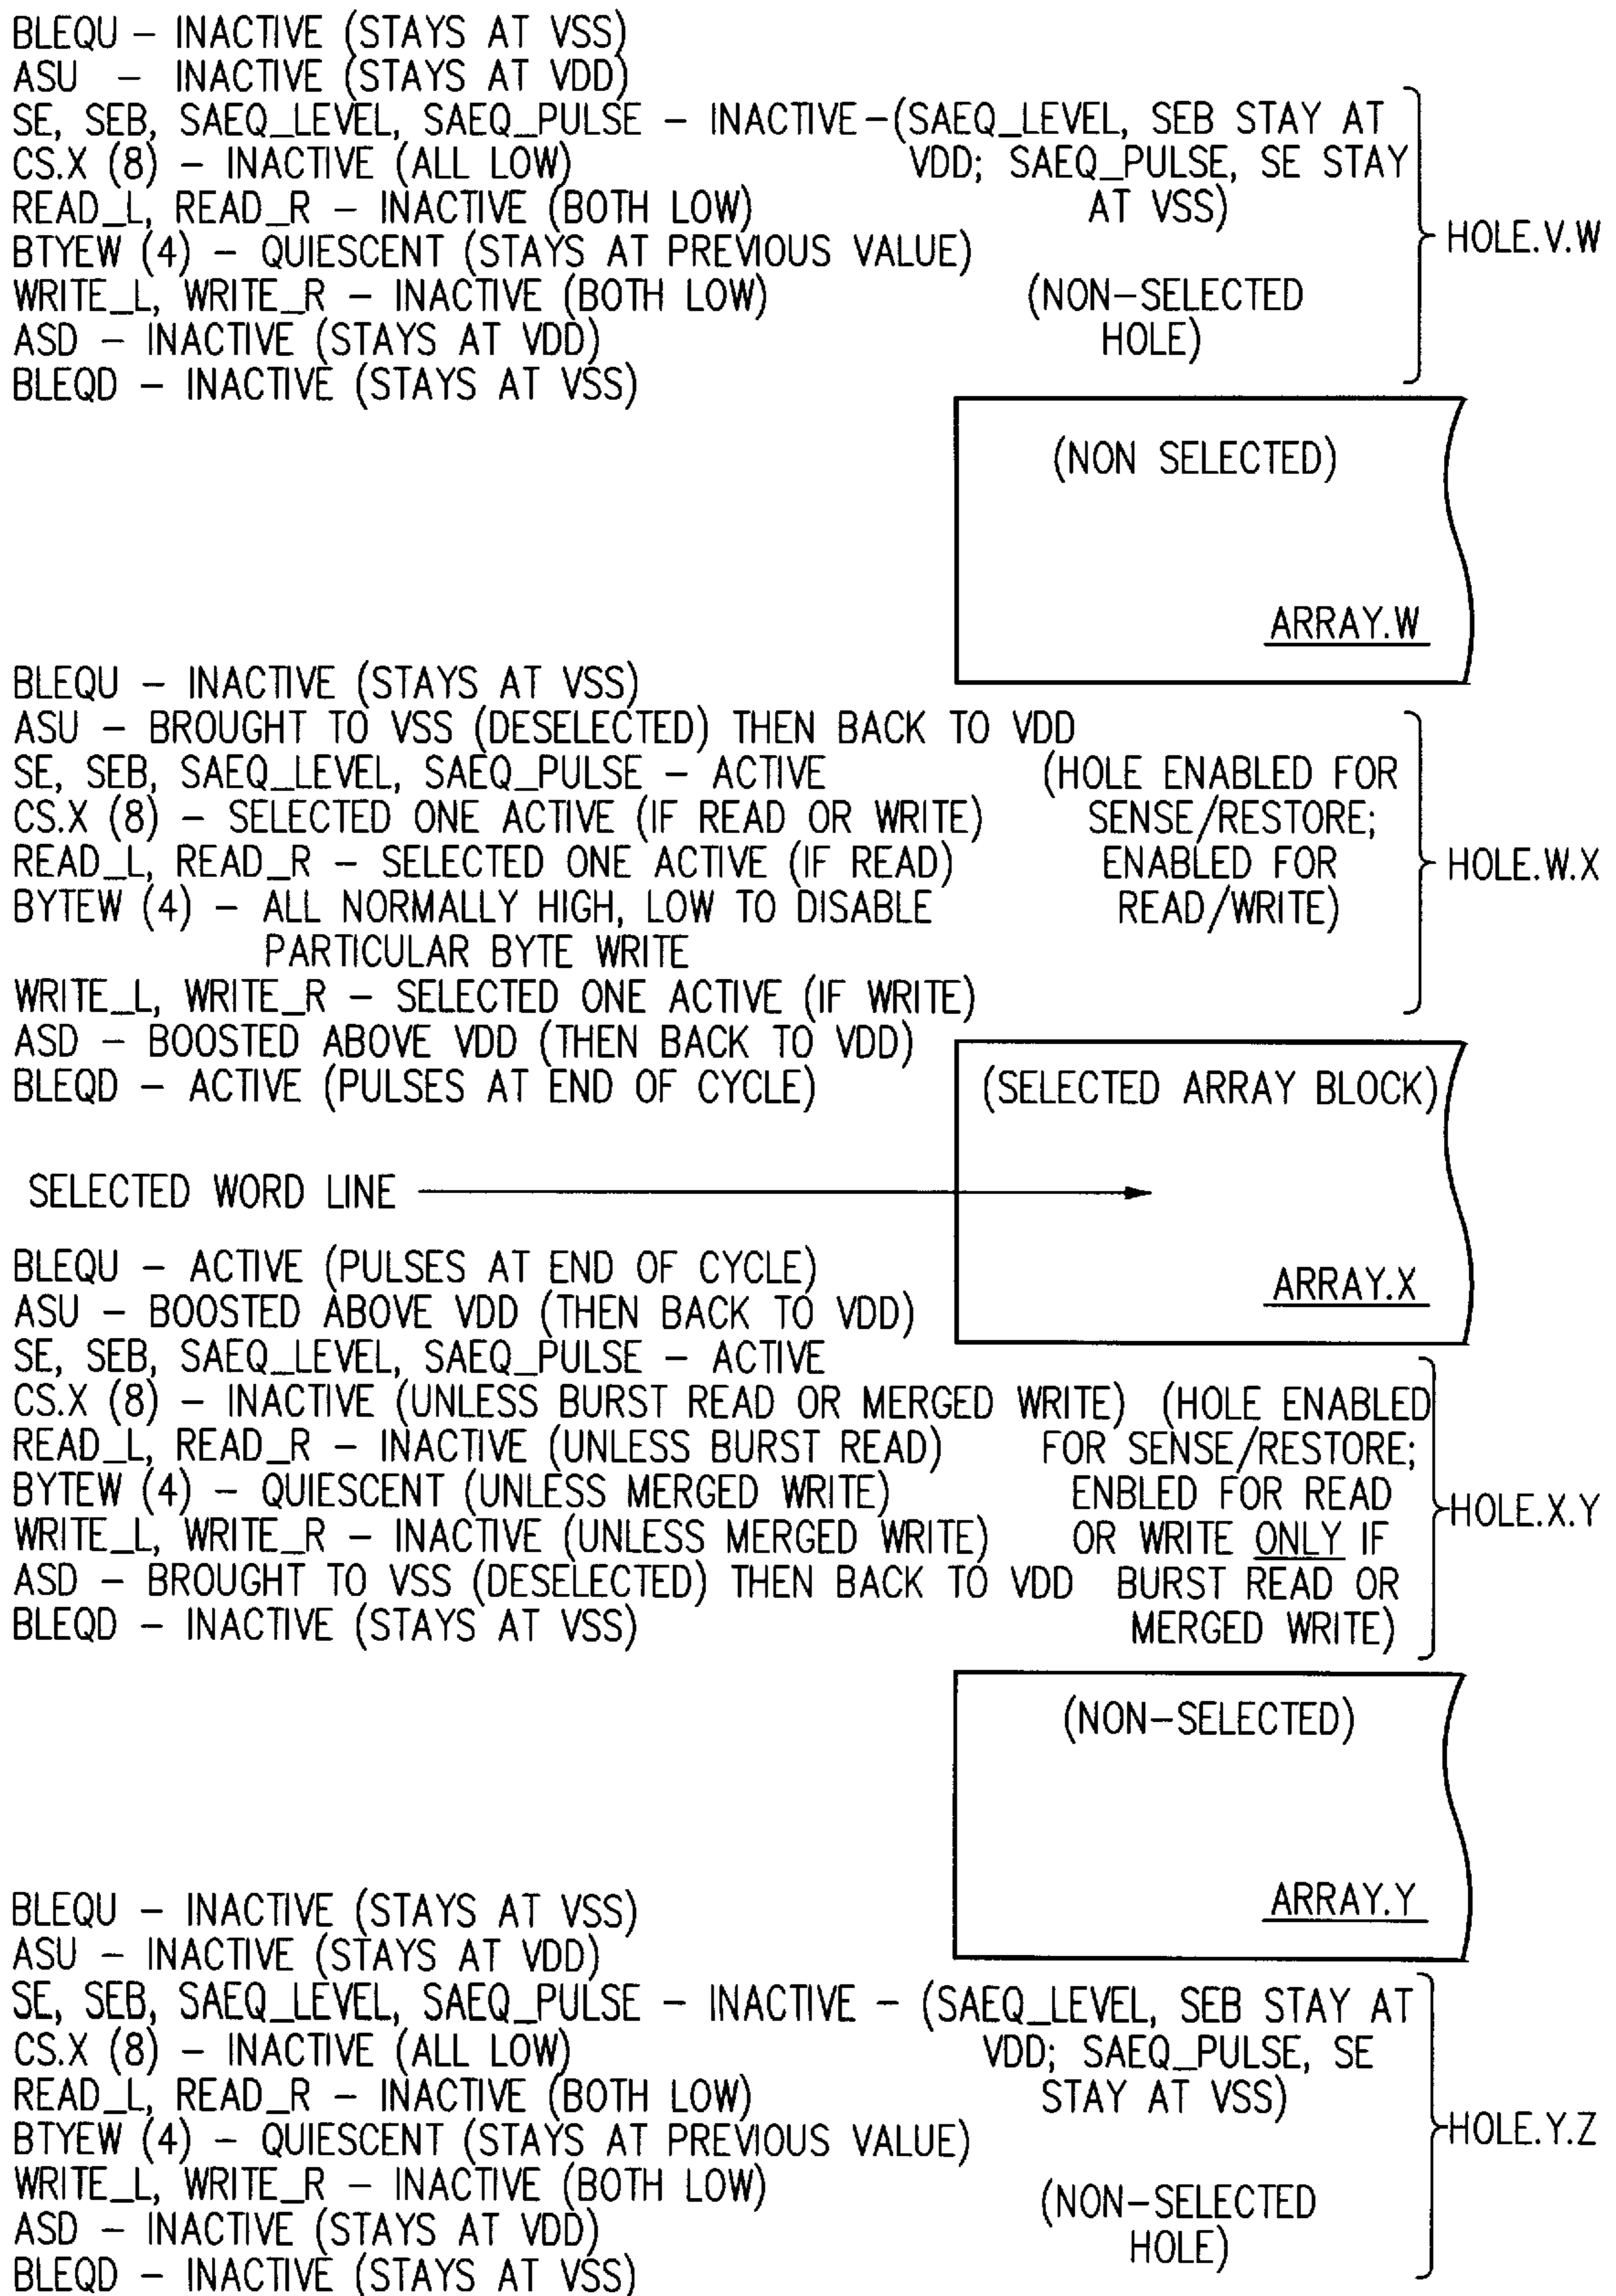 BLEQU – INACTIVE (STAYS AT VSS)
ASU – INACTIVE (STAYS AT VDD)
SE, SEB, SAEQ_LEVEL, SAEQ_PULSE – INACTIVE–(SAEQ_LEVEL, SEB STAY AT
CS.X (8) – INACTIVE (ALL LOW) VDD; SAEQ_PULSE, SE STAY
READ_L, READ_R – INACTIVE (BOTH LOW) AT VSS)
HOLE.V.W
BTYEW (4) – QUIESCENT (STAYS AT PREVIOUS VALUE)
WRITE_L, WRITE_R – INACTIVE (BOTH LOW) (NON–SELECTED
ASD – INACTIVE (STAYS AT VDD) HOLE)
BLEQD – INACTIVE (STAYS AT VSS)
(NON SELECTED)
ARRAY.W
BLEQU – INACTIVE (STAYS AT VSS)
ASU – BROUGHT TO VSS (DESELECTED) THEN BACK TO VDD
SE, SEB, SAEQ_LEVEL, SAEQ_PULSE – ACTIVE (HOLE ENABLED FOR
CS.X (8) – SELECTED ONE ACTIVE (IF READ OR WRITE) SENSE/RESTORE;
READ_L, READ_R – SELECTED ONE ACTIVE (IF READ) ENABLED FOR HOLE.W.X
BYTEW (4) – ALL NORMALLY HIGH, LOW TO DISABLE READ/WRITE)
PARTICULAR BYTE WRITE
WRITE_L, WRITE_R – SELECTED ONE ACTIVE (IF WRITE)
ASD – BOOSTED ABOVE VDD (THEN BACK TO VDD)
BLEQD – ACTIVE (PULSES AT END OF CYCLE) (SELECTED ARRAY BLOCK)
SELECTED WORD LINE
BLEQU – ACTIVE (PULSES AT END OF CYCLE)
ARRAY.X
ASU – BOOSTED ABOVE VDD (THEN BACK TO VDD)
SE, SEB, SAEQ_LEVEL, SAEQ_PULSE – ACTIVE
CS.X (8) – INACTIVE (UNLESS BURST READ OR MERGED WRITE) (HOLE ENABLED
READ_L, READ_R – INACTIVE (UNLESS BURST READ) FOR SENSE/RESTORE;
BYTEW (4) – QUIESCENT (UNLESS MERGED WRITE) ENBLED FOR READ
HOLE.X.Y
WRITE_L, WRITE_R – INACTIVE (UNLESS MERGED WRITE) OR WRITE ONLY IF
ASD – BROUGHT TO VSS (DESELECTED) THEN BACK TO VDD BURST READ OR
BLEQD – INACTIVE (STAYS AT VSS) MERGED WRITE)
(NON–SELECTED)
ARRAY.Y
BLEQU – INACTIVE (STAYS AT VSS)
ASU – INACTIVE (STAYS AT VDD)
SE, SEB, SAEQ_LEVEL, SAEQ_PULSE – INACTIVE – (SAEQ_LEVEL, SEB STAY AT
CS.X (8) – INACTIVE (ALL LOW) VDD; SAEQ_PULSE, SE
READ_L, READ_R – INACTIVE (BOTH LOW) STAY AT VSS)
HOLE.Y.Z
BTYEW (4) – QUIESCENT (STAYS AT PREVIOUS VALUE)
WRITE_L, WRITE_R – INACTIVE (BOTH LOW) (NON–SELECTED
ASD – INACTIVE (STAYS AT VDD) HOLE)
BLEQD – INACTIVE (STAYS AT VSS)